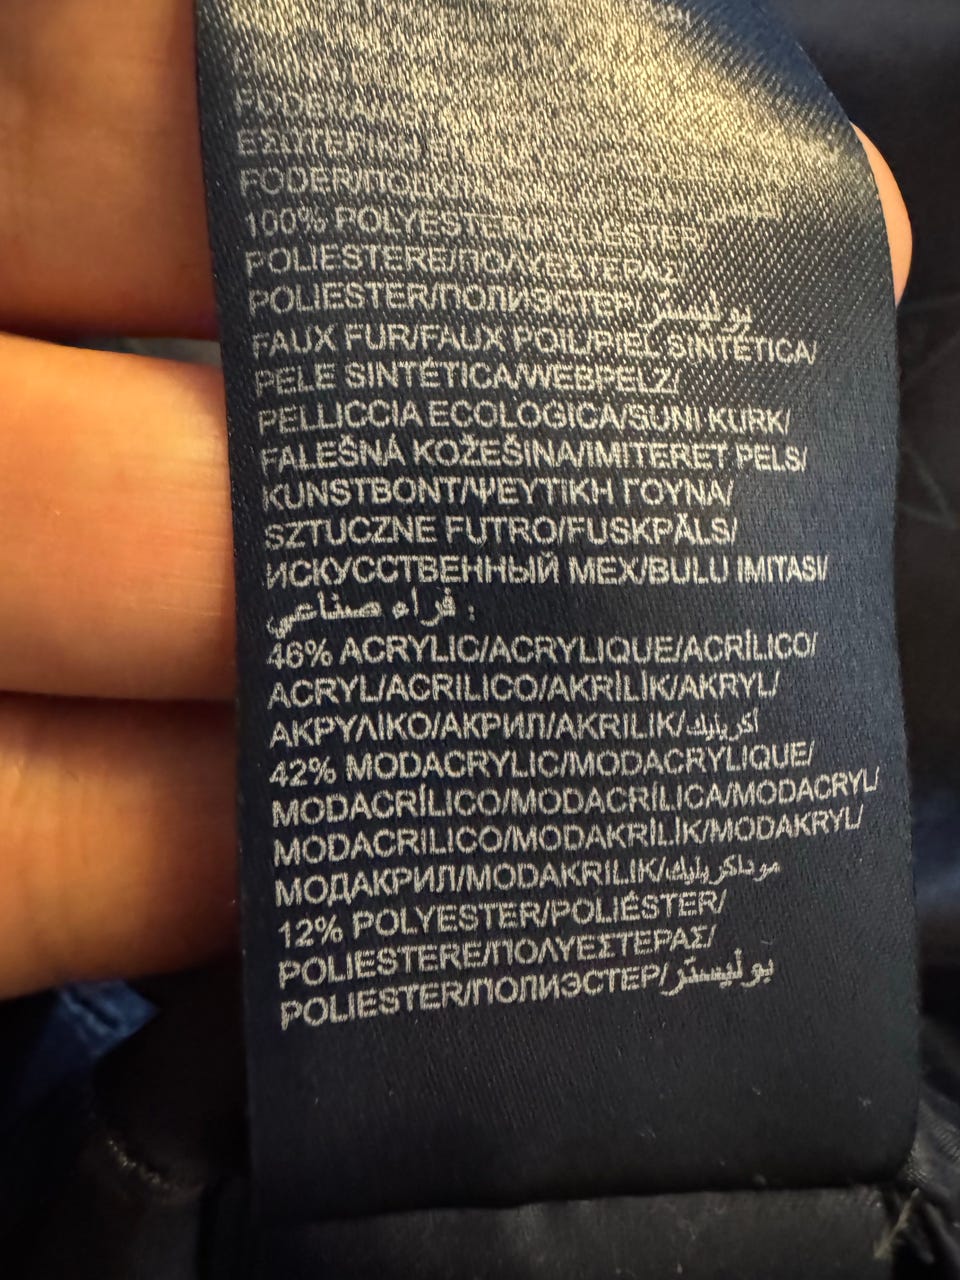 FODER/ПОДКЛАДКА/
100% POLYESTER/POLIÉSTER/
POLIESTERE/ΠΟΛΥΕΣΤΕΡΑΣ/
POLIESTER/ПОЛИЭСТЕР/بوليستر
FAUX FUR/FAUX POIL/PIEL SINTÉTICA/
PELE SINTÉTICA/WEBPELZ/
PELLICCIA ECOLOGICA/SUNI KURK/
FALEŠNÁ KOŽEŠINA/IMITERET PELS/
KUNSTBONT/ΨΕΥΤΙΚΗ ΓΟΥΝΑ/
SZTUCZNE FUTRO/FUSKPÄLS/
ИСКУССТВЕННЫЙ МЕХ/BULU IMITASI/
فراء صناعي :
46% ACRYLIC/ACRYLIQUE/ACRÍLICO/
ACRYL/ACRILICO/AKRİLİK/AKRYL/
ΑΚΡΥΛΙΚΟ/АКРИЛ/AKRILIK/أكريليك
42% MODACRYLIC/MODACRYLIQUE/
MODACRÍLICO/MODACRÍLICA/MODACRYL/
MODACRILICO/MODAKRİLİK/MODAKRYL/
МОДАКРИЛ/MODAKRILIK/موداكريليك
12% POLYESTER/POLIÉSTER/
POLIESTERE/ΠΟΛΥΕΣΤΕΡΑΣ/
POLIESTER/ПОЛИЭСТЕР/بوليستر